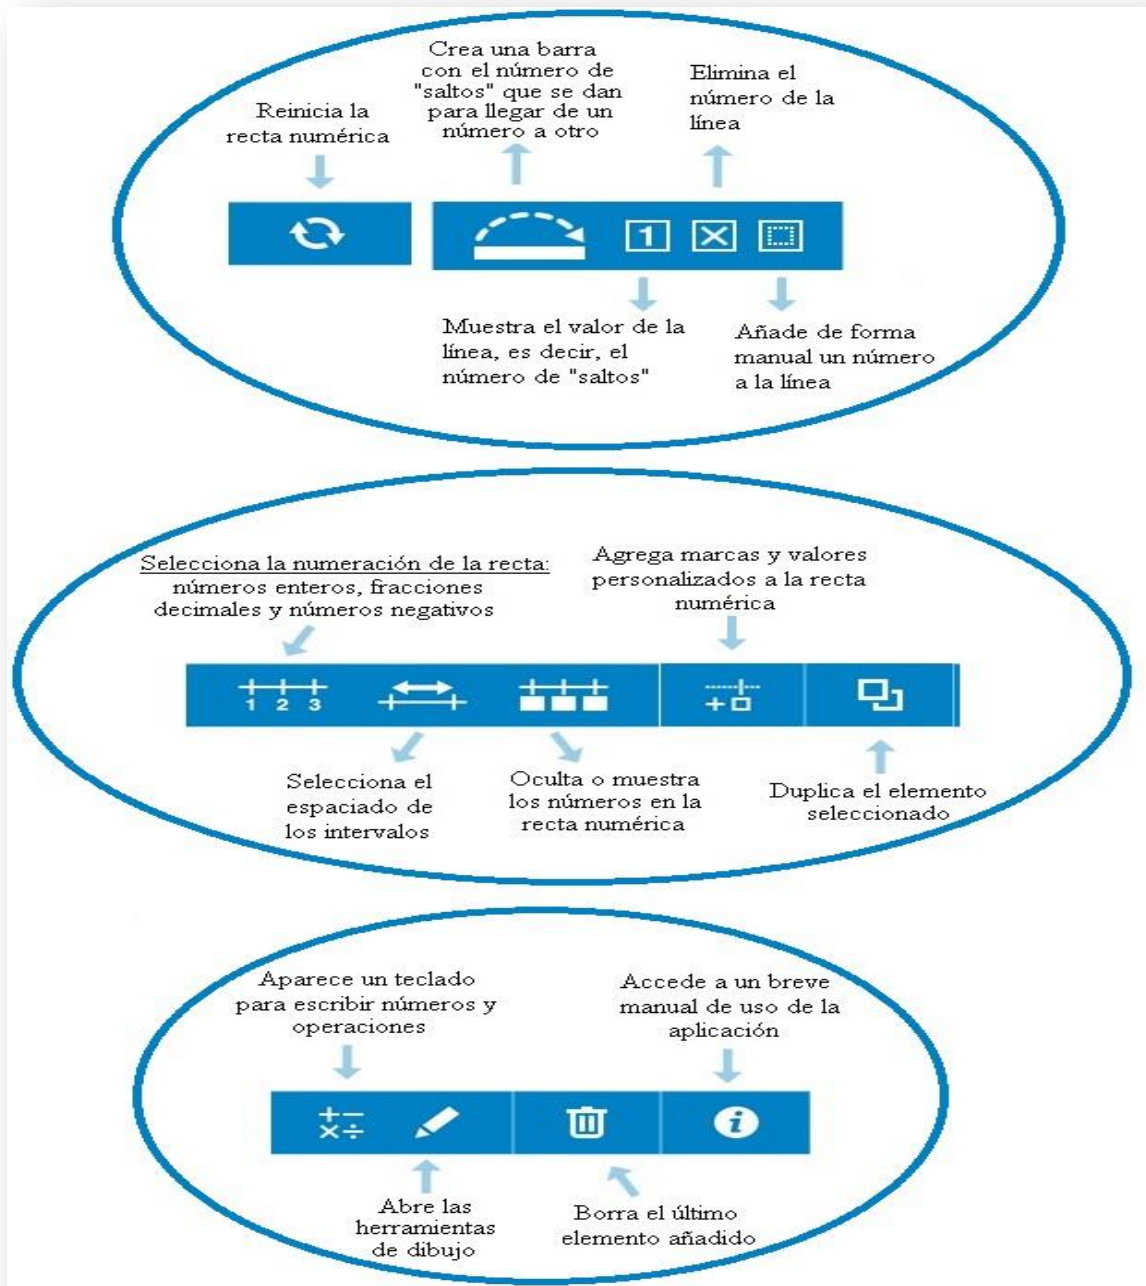 Crea una barra
con el número de
"saltos" que se dan
para llegar de un
número a otro
Elimina el
número de la
línea
Reinicia la
recta numérica
1
Muestra el valor de la
línea, es decir, el
número de "saltos"
Añade de forma
manual un número
a la línea
Selecciona la numeración de la recta:
números enteros, fracciones
decimales y números negativos
Agrega marcas y valores
personalizados a la recta
numérica
1 2 3
Selecciona el
espaciado de
los intervalos
Oculta o muestra
los números en la
recta numérica
Duplica el elemento
seleccionado
Aparece un teclado
para escribir números y
operaciones
Accede a un breve
manual de uso de la
aplicación
+−
×÷
i
Abre las
herramientas
de dibujo
Borra el último
elemento añadido